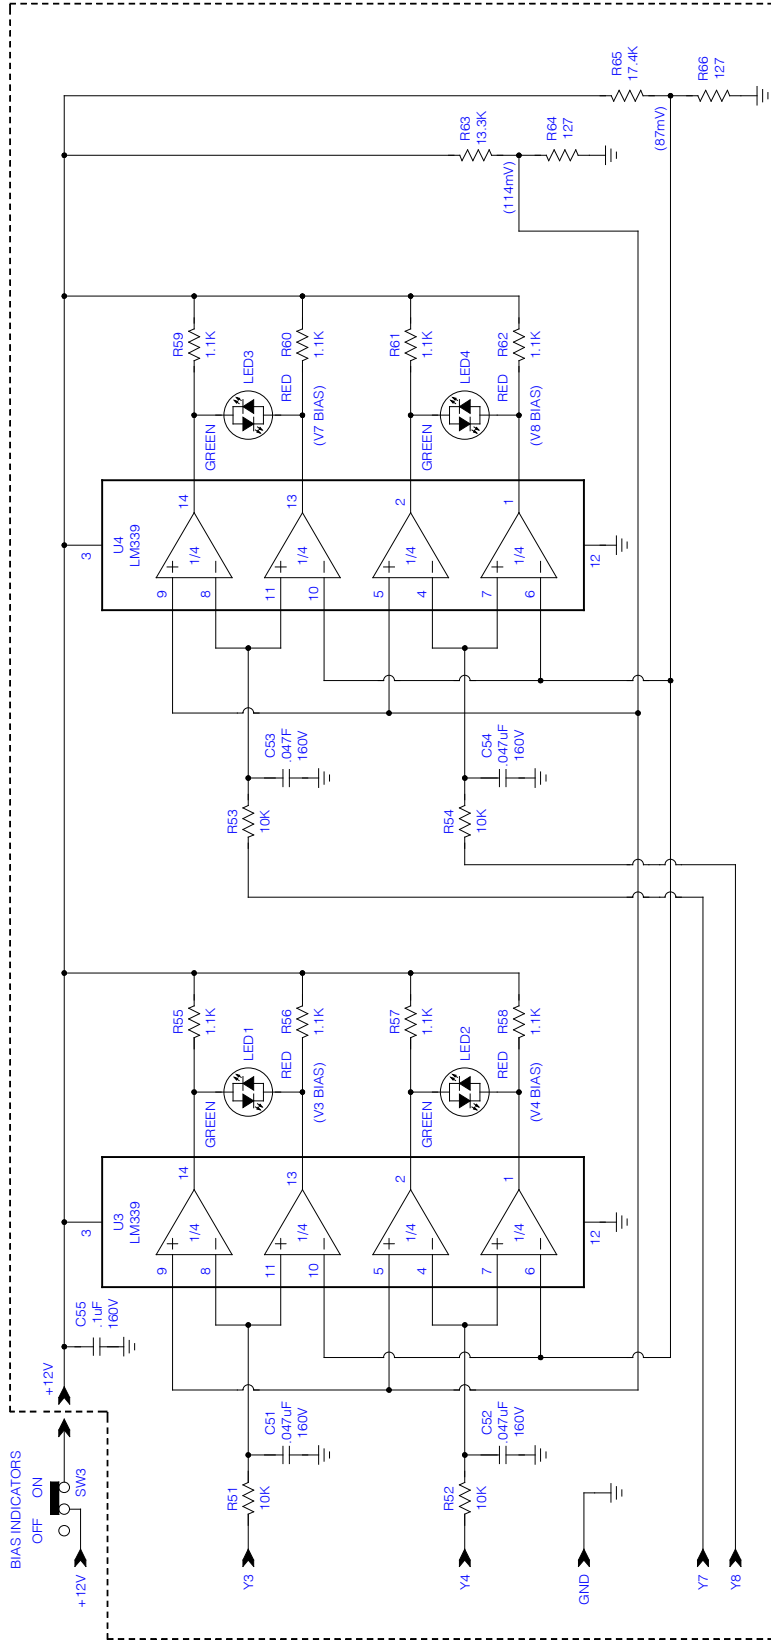 BIAS INDICATORS
OFF
ON
SW3
+12V
+12V
C55
.1uF
160V
3
U3
LM339
9
8
11
10
5
4
7
6
12
+
−
1/4
+
−
1/4
+
−
1/4
+
−
1/4
14
13
2
1
GREEN
RED
LED1
(V3 BIAS)
GREEN
RED
LED2
(V4 BIAS)
R55
1.1K
R56
1.1K
R57
1.1K
R58
1.1K
Y3
R51
10K
C51
.047uF
160V
Y4
R52
10K
C52
.047uF
160V
GND
Y7
Y8
R53
10K
C53
.047F
160V
R54
10K
C54
.047uF
160V
3
U4
LM339
9
8
11
10
5
4
7
6
12
+
−
1/4
+
−
1/4
+
−
1/4
+
−
1/4
14
13
2
1
GREEN
RED
LED3
(V7 BIAS)
GREEN
RED
LED4
(V8 BIAS)
R59
1.1K
R60
1.1K
R61
1.1K
R62
1.1K
R63
13.3K
(114mV)
R64
127
R65
17.4K
(87mV)
R66
127